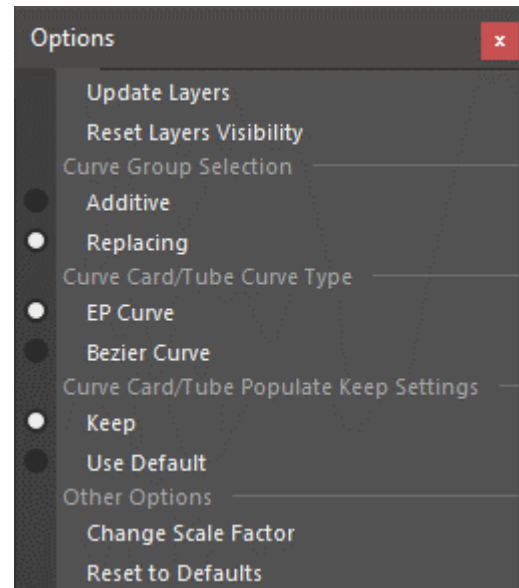 Options
x
Update Layers
Reset Layers Visibility
Curve Group Selection
Additive
Replacing
Curve Card/Tube Curve Type
EP Curve
Bezier Curve
Curve Card/Tube Populate Keep Settings
Keep
Use Default
Other Options
Change Scale Factor
Reset to Defaults